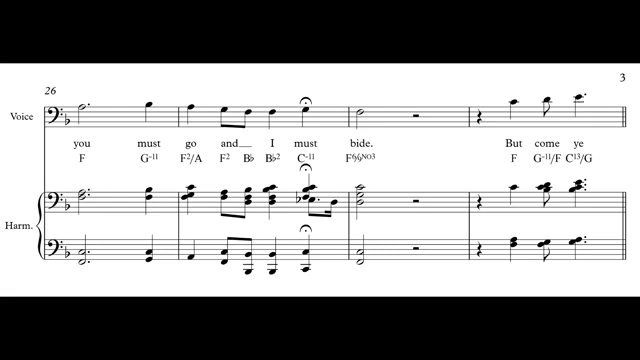 26
3
Voice
you must go and I must bide. But come ye
F G-11 F2/A F2 B♭ B♭2 C-11 F6/9NO3 F G-11/F C13/G
Harm.